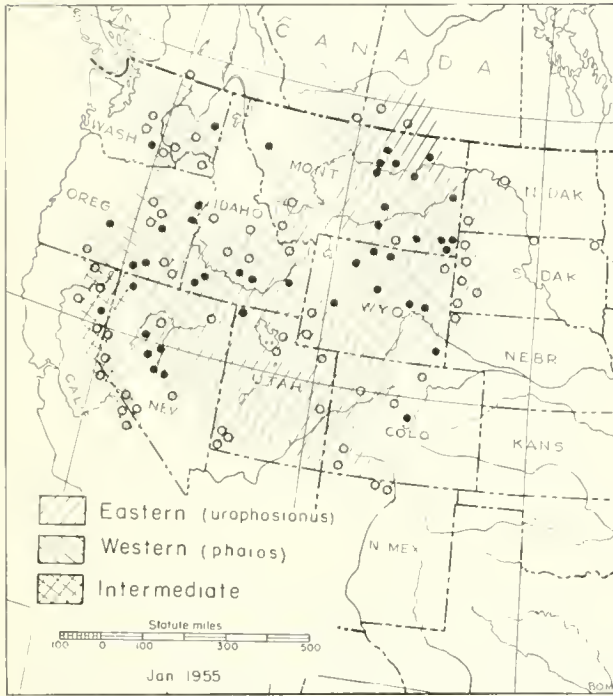 CANADA
WASH
MONT
N. DAK
OREG
IDAHO
S. DAK
WYO
NEBR
UTAH
CALIF
NEV
COLO
KANS
N MEX
Eastern (urophosionus)
Western (phaios)
Intermediate
Statute miles
100 0 100 300 500
Jan 1955